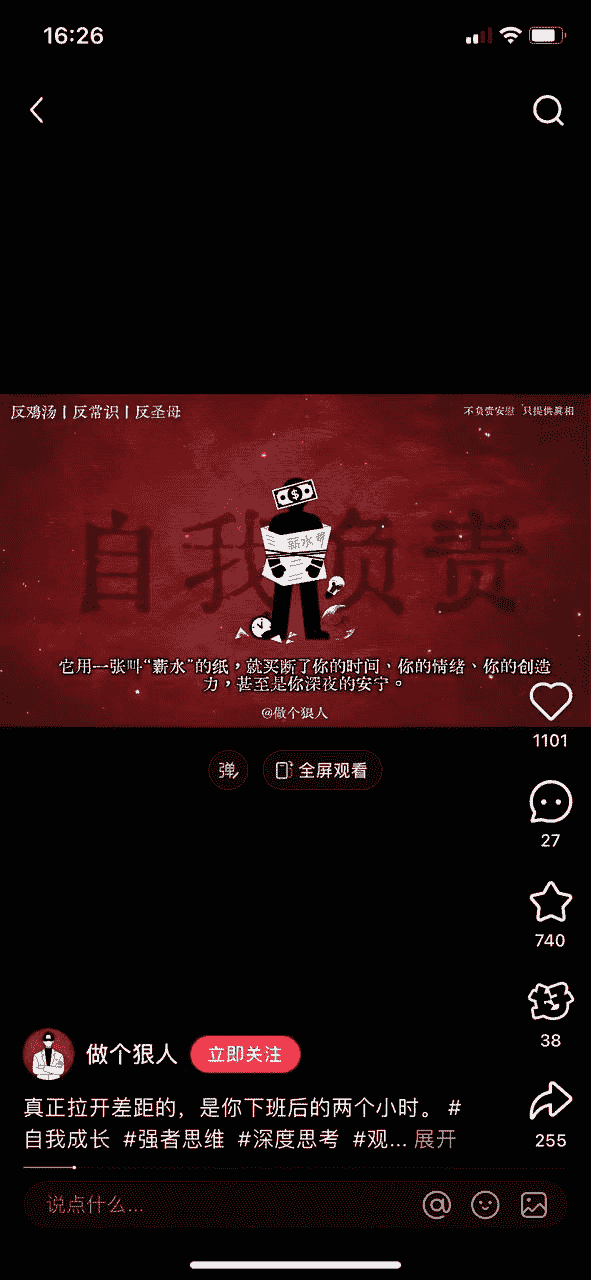 16:26
反鸡汤丨反常识丨反圣母
不负责安慰 只提供真相
自我负责
薪水
它用一张叫“薪水”的纸，就买断了你的时间、你的情绪、你的创造
力，甚至是你深夜的安宁。
@做个狠人
1101
弹
全屏观看
27
740
38
做个狠人
立即关注
真正拉开差距的，是你下班后的两个小时。 #
自我成长 #强者思维 #深度思考 #观... 展开
255
说点什么...